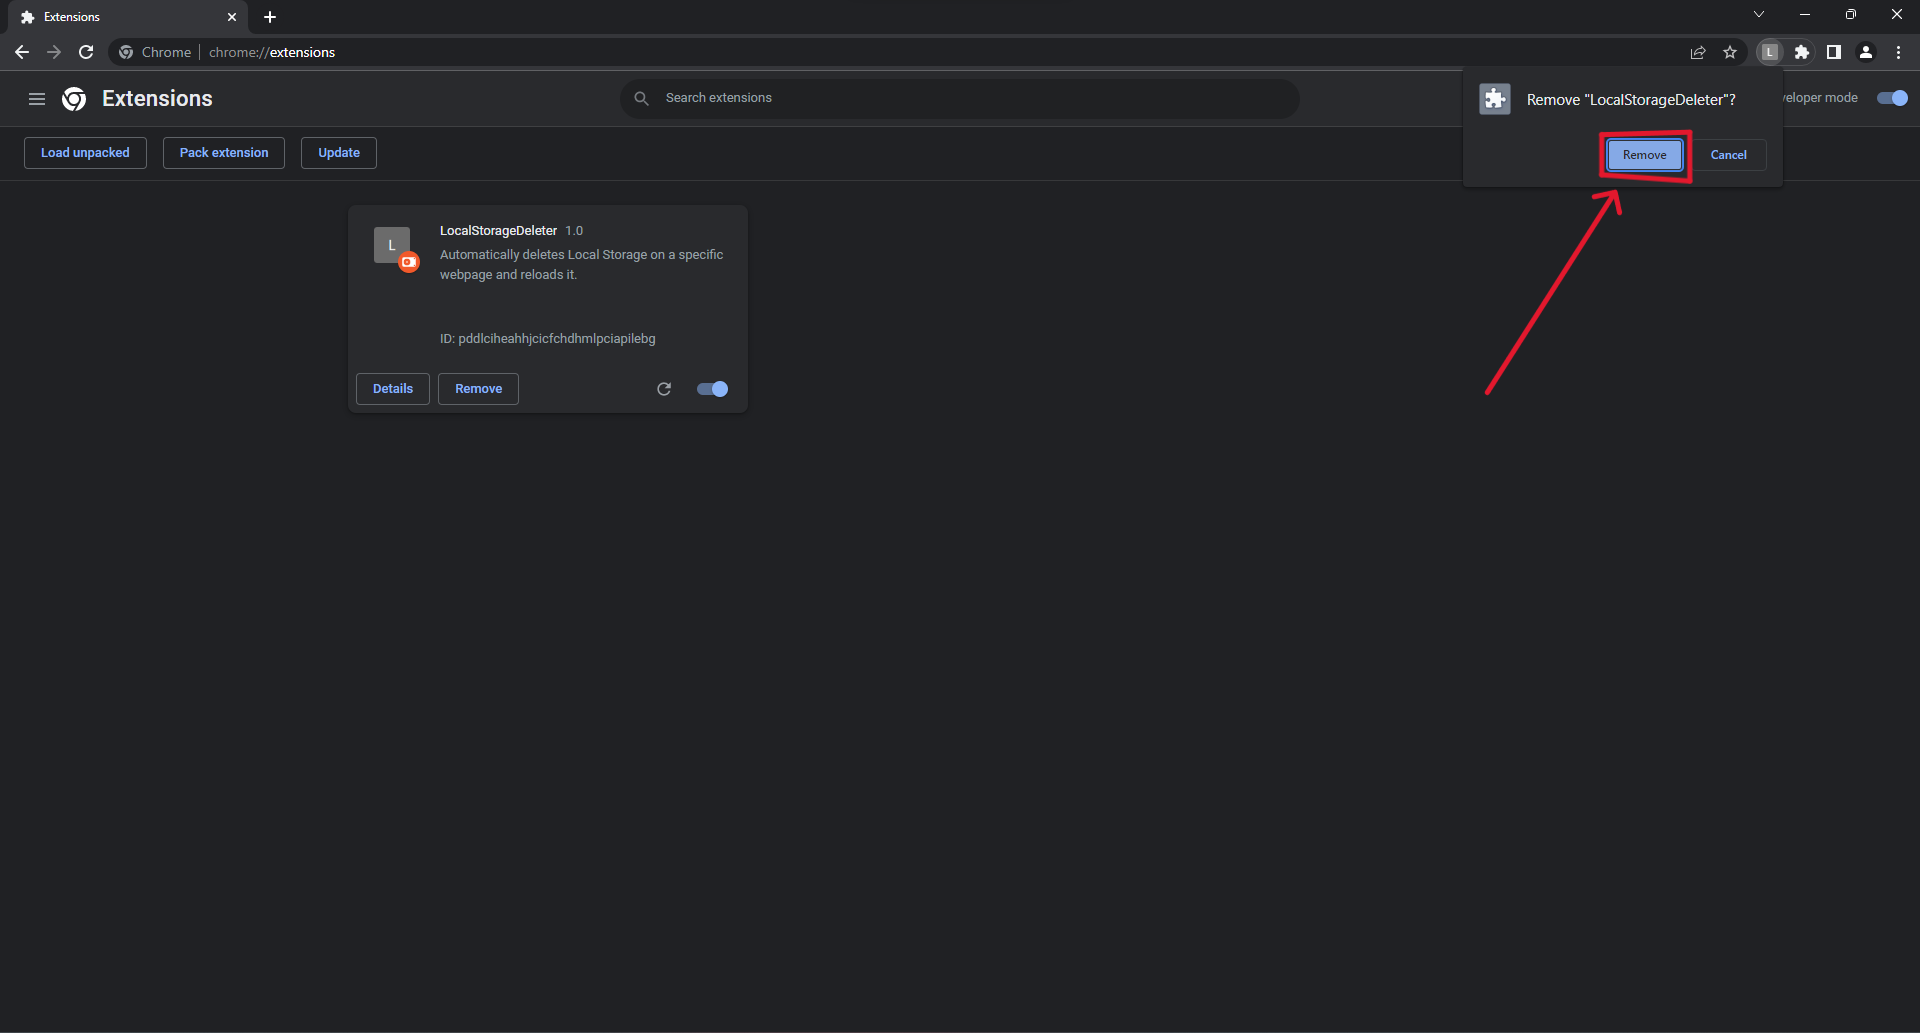 Extensions
Chrome chrome://extensions
L
Extensions
Search extensions
veloper mode
Remove "LocalStorageDeleter"?
Remove
Cancel
Load unpacked
Pack extension
Update
L
LocalStorageDeleter 1.0
Automatically deletes Local Storage on a specific
webpage and reloads it.
ID: pddlciheahhjcicfchdhmlpciapilebg
Details
Remove